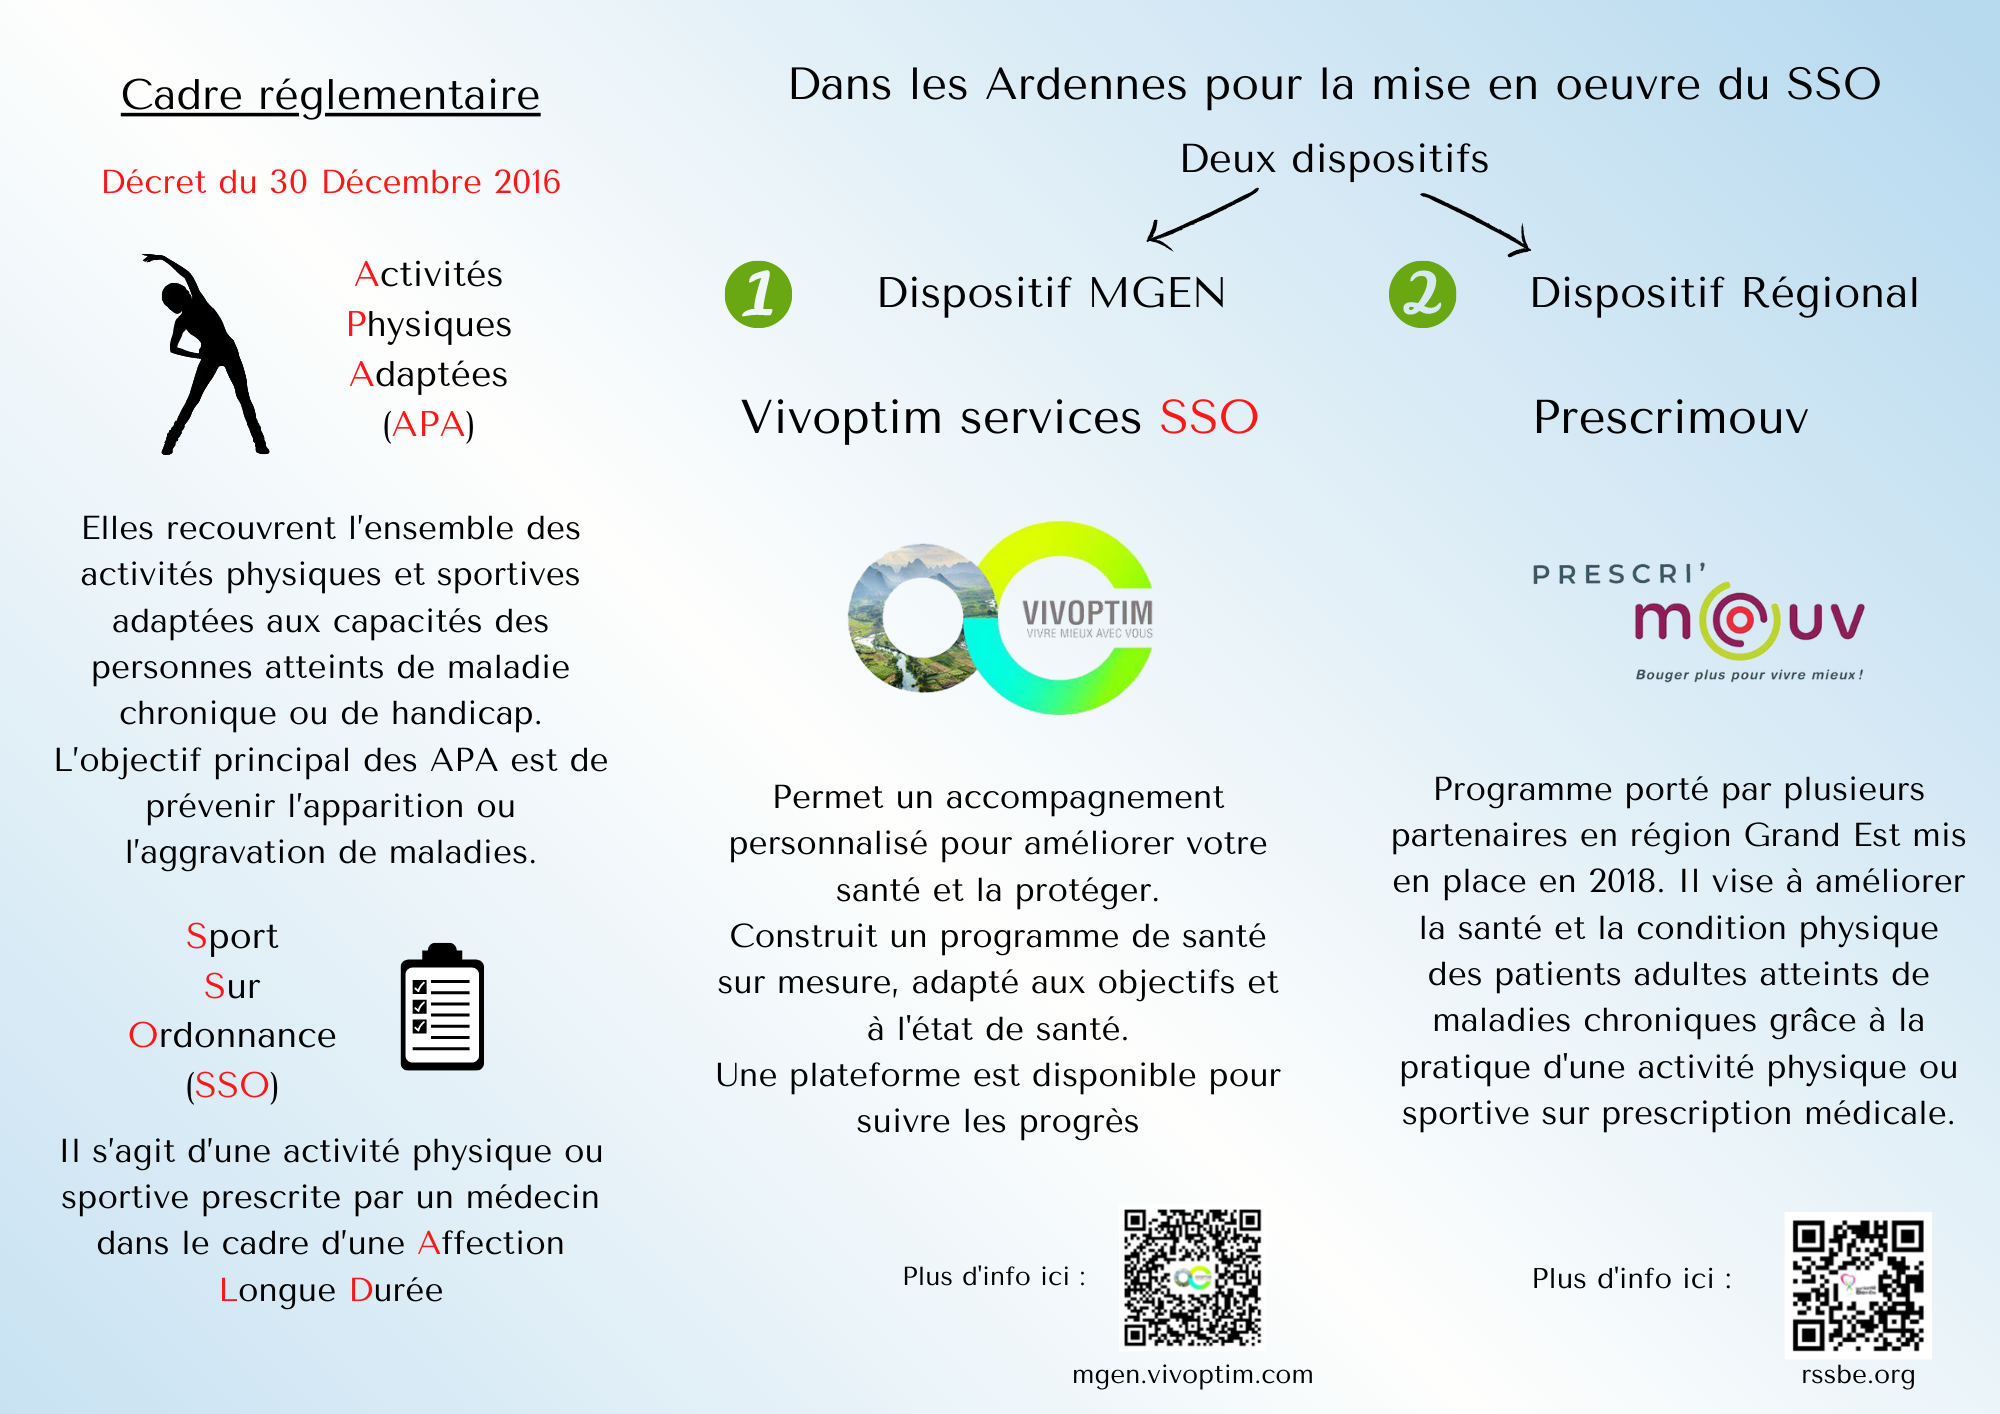 Cadre réglementaire
Décret du 30 Décembre 2016
Activités
Physiques
Adaptées
(APA)
Elles recouvrent l'ensemble des
activités physiques et sportives
adaptées aux capacités des
personnes atteints de maladie
chronique ou de handicap.
L'objectif principal des APA est de
prévenir l'apparition ou
l'aggravation de maladies.
Sport
Sur
Ordonnance
(SSO)
Il s'agit d'une activité physique ou
sportive prescrite par un médecin
dans le cadre d'une Affection
Longue Durée
Dans les Ardennes pour la mise en oeuvre du SSO
Deux dispositifs
1 Dispositif MGEN
Vivoptim services SSO
VIVOPTIM
VIVRE MIEUX AVEC VOUS
Permet un accompagnement
personnalisé pour améliorer votre
santé et la protéger.
Construit un programme de santé
sur mesure, adapté aux objectifs et
à l'état de santé.
Une plateforme est disponible pour
suivre les progrès
Plus d'info ici :
mgen.vivoptim.com
2 Dispositif Régional
Prescrimouv
PRESCRI'
mouv
Bouger plus pour vivre mieux!
Programme porté par plusieurs
partenaires en région Grand Est mis
en place en 2018. Il vise à améliorer
la santé et la condition physique
des patients adultes atteints de
maladies chroniques grâce à la
pratique d'une activité physique ou
sportive sur prescription médicale.
Plus d'info ici :
rssbe.org